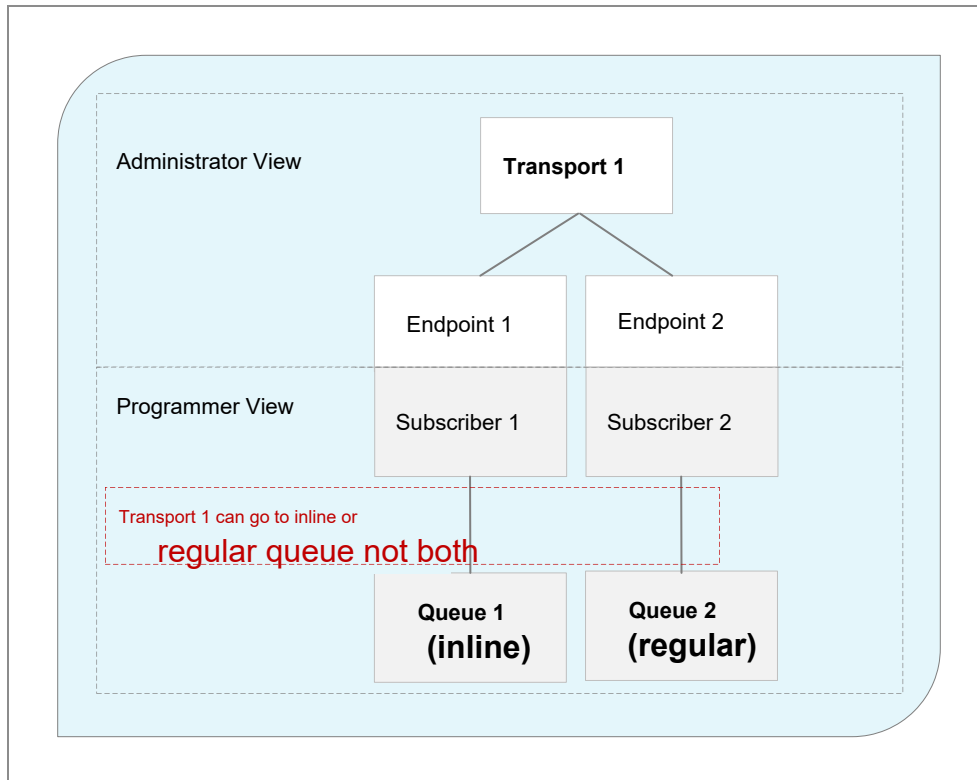 Administrator View
Transport 1
Endpoint 1
Endpoint 2
Programmer View
Subscriber 1
Subscriber 2
Transport 1 can go to inline or
regular queue not both
Queue 1
(inline)
Queue 2
(regular)